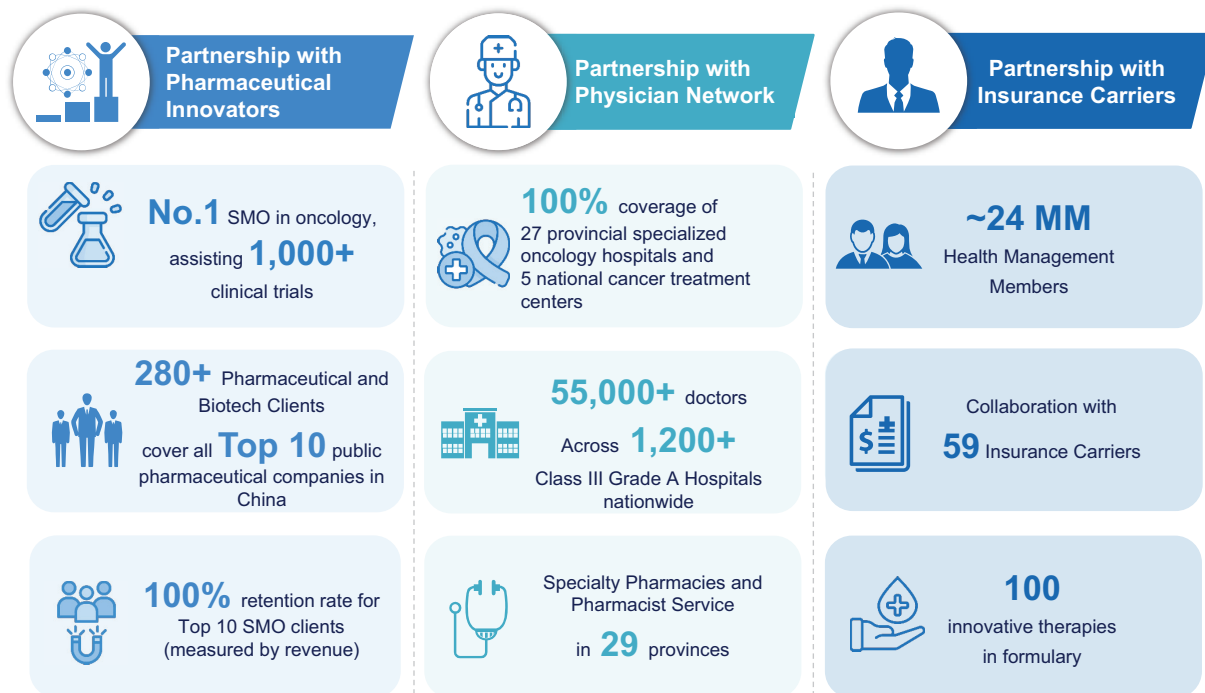 Partnership with
Pharmaceutical
Innovators
No.1 SMO in oncology,
assisting 1,000+
clinical trials
280+ Pharmaceutical and
Biotech Clients
cover all Top 10 public
pharmaceutical companies in
China
100% retention rate for
Top 10 SMO clients
(measured by revenue)
Partnership with
Physician Network
100% coverage of
27 provincial specialized
oncology hospitals and
5 national cancer treatment
centers
55,000+ doctors
Across 1,200+
Class III Grade A Hospitals
nationwide
Specialty Pharmacies and
Pharmacist Service
in 29 provinces
Partnership with
Insurance Carriers
~24 MM
Health Management
Members
$
Collaboration with
59 Insurance Carriers
100
innovative therapies
in formulary